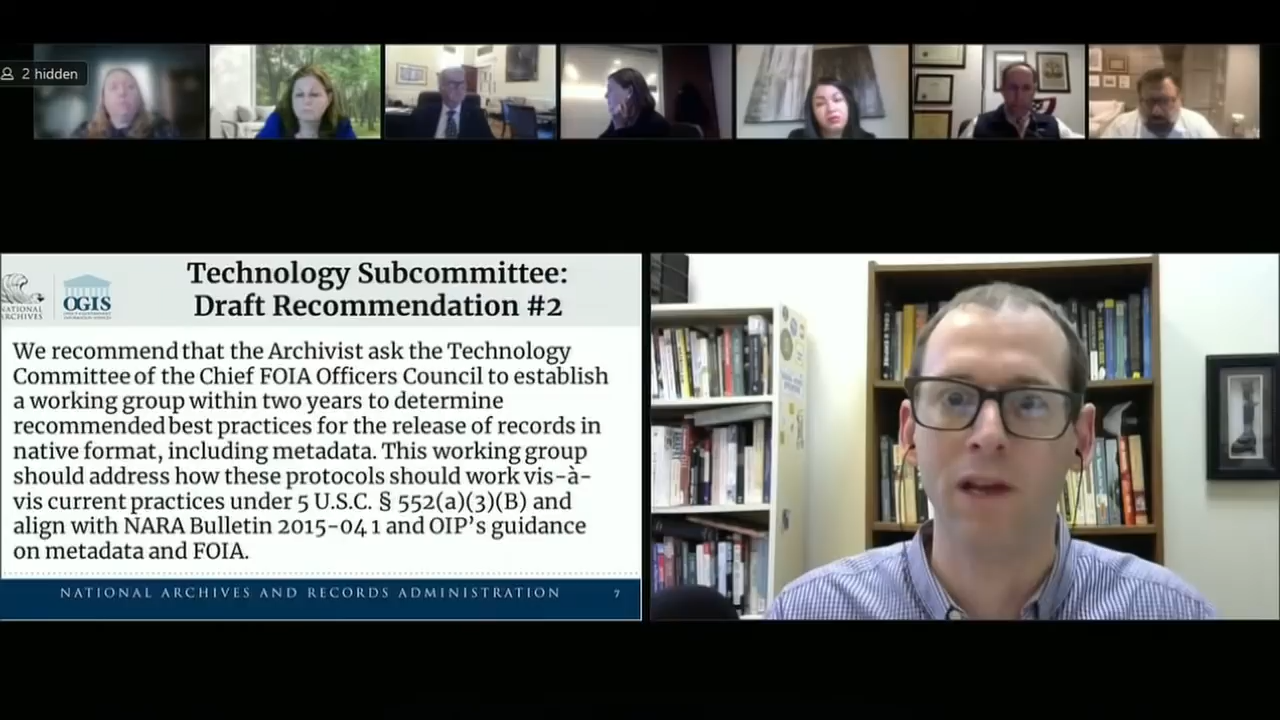 2 hidden
NATIONAL
ARCHIVES
OGIS
Technology Subcommittee:
Draft Recommendation #2
We recommend that the Archivist ask the Technology
Committee of the Chief FOIA Officers Council to establish
a working group within two years to determine
recommended best practices for the release of records in
native format, including metadata. This working group
should address how these protocols should work vis-à-
vis current practices under 5 U.S.C. § 552(a)(3)(B) and
align with NARA Bulletin 2015-04 1 and OIP’s guidance
on metadata and FOIA.
NATIONAL ARCHIVES AND RECORDS ADMINISTRATION
7